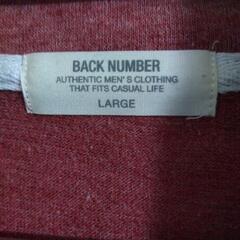 BACK NUMBER
AUTHENTIC MEN'S CLOTHING
THAT FITS CASUAL LIFE
LARGE